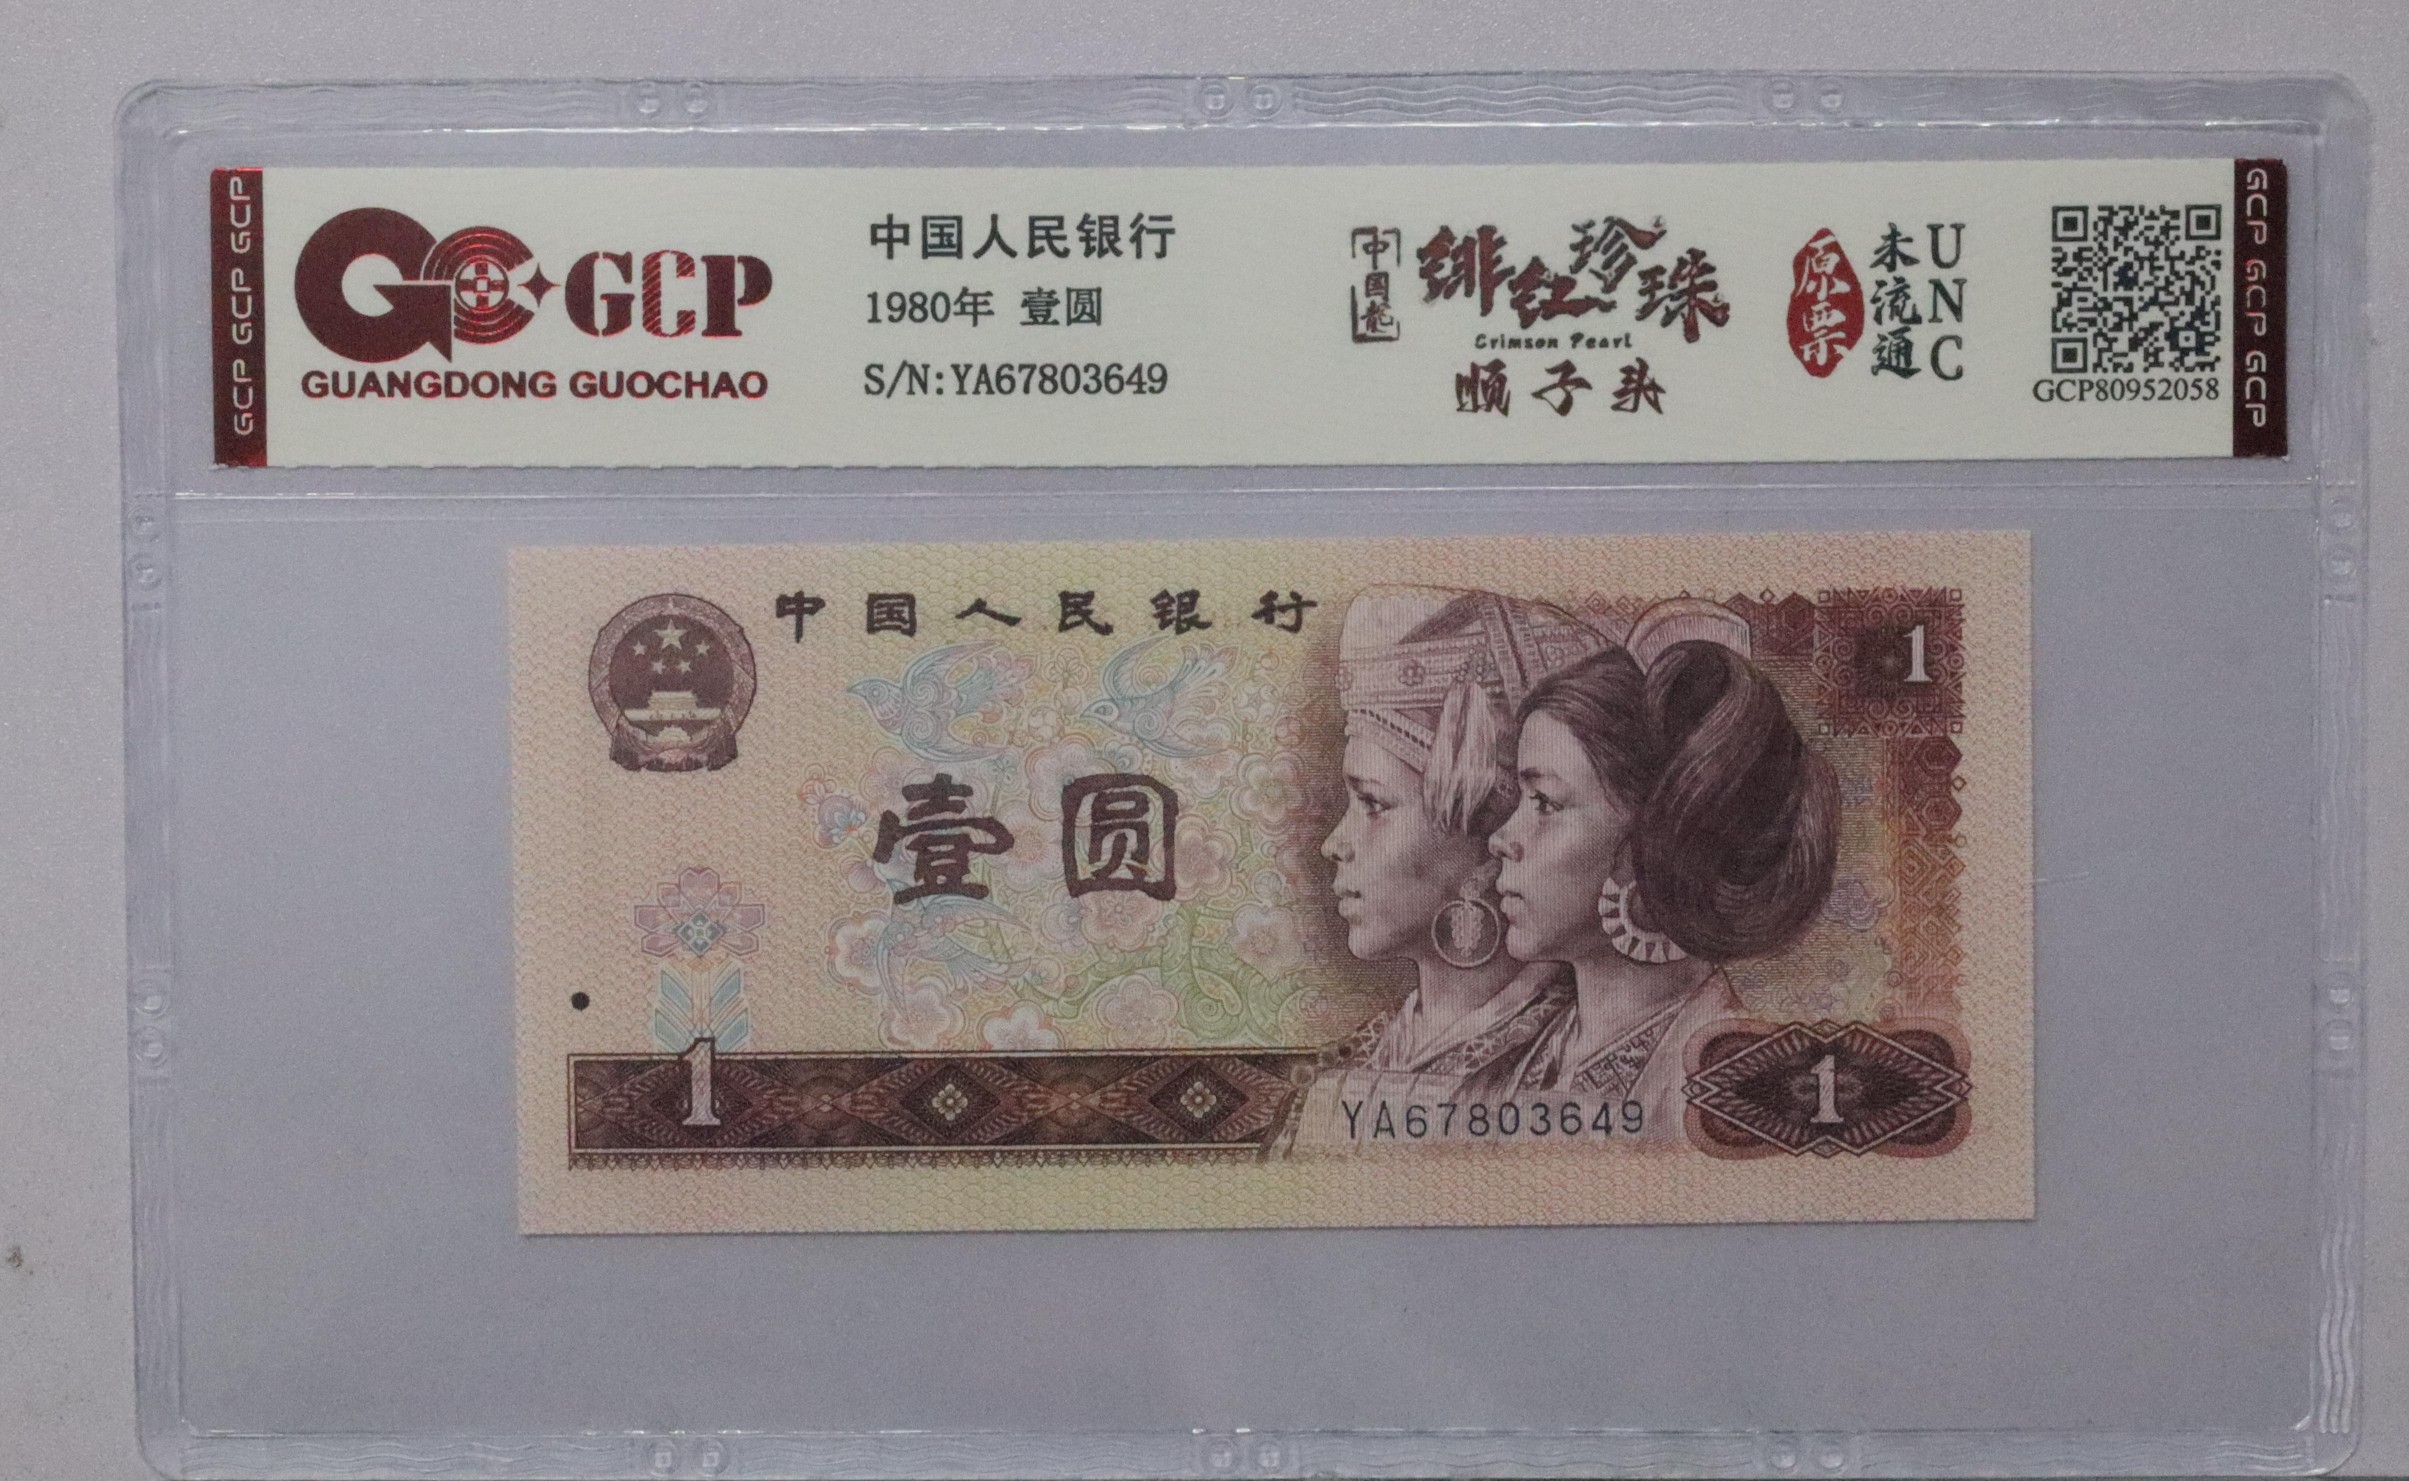 GCP GCP GCP
GCP
GUANGDONG GUOCHAO
中国人民银行
1980年 壹圆
S/N:YA67803649
中国龙
绯红珍珠
Crimson Pearl
顺子头
原票
未流通
UNC
GCP80952058
GCP GCP GCP
中国人民银行
1
壹圆
1
YA67803649
1